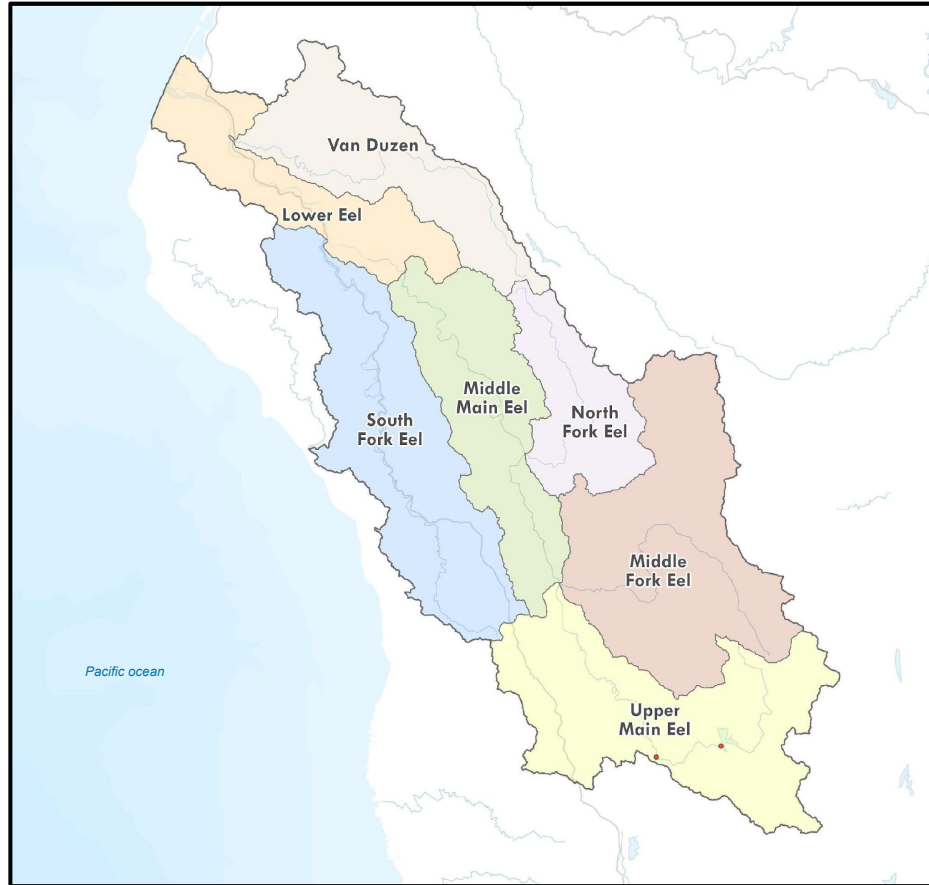 Van Duzen
Lower Eel
Middle
Main Eel
North
Fork Eel
South
Fork Eel
Middle
Fork Eel
Pacific ocean
Upper
Main Eel